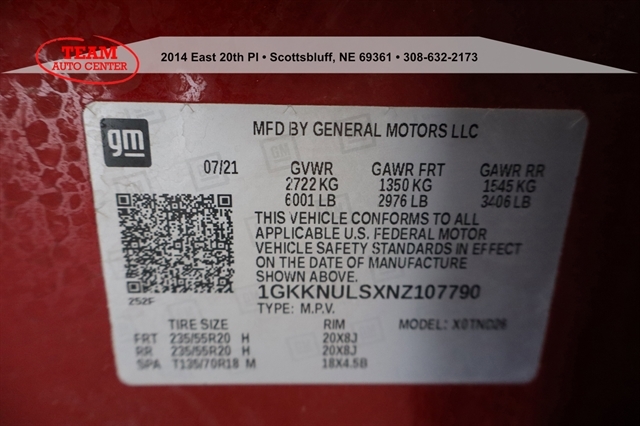 TEAM
AUTO CENTER
2014 East 20th Pl • Scottsbluff, NE 69361 • 308-632-2173
gm
MFD BY GENERAL MOTORS LLC
07/21 GVWR GAWR FRT GAWR RR
2722 KG 1350 KG 1545 KG
6001 LB 2976 LB 3406 LB
THIS VEHICLE CONFORMS TO ALL
APPLICABLE U.S. FEDERAL MOTOR
VEHICLE SAFETY STANDARDS IN EFFECT
ON THE DATE OF MANUFACTURE
SHOWN ABOVE.
252F 1GKKNULSXNZ107790
TYPE: M.P.V. MODEL: X0TND26
TIRE SIZE RIM
FRT 235/55R20 H 20X8J
RR 235/55R20 H 20X8J
SPA T135/70R18 M 18X4.5B